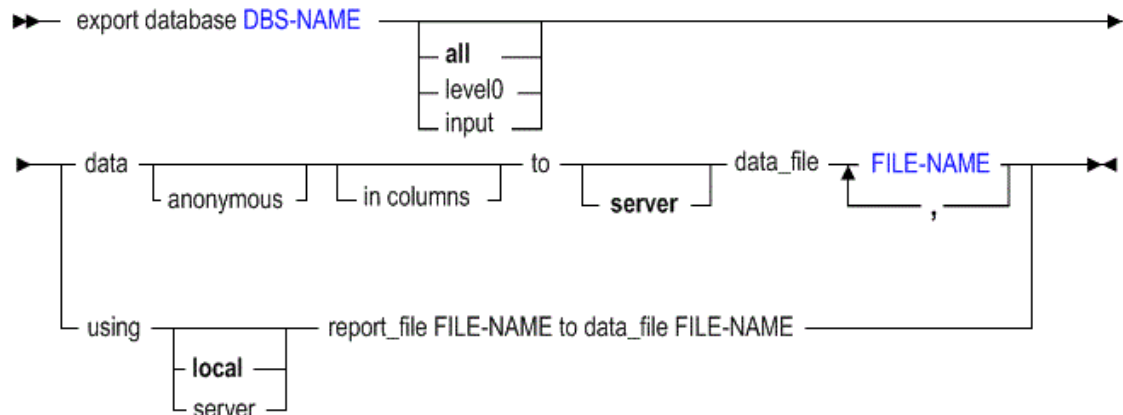 export database DBS-NAME
all
level0
input
data to data_file FILE-NAME
anonymous in columns server ,
using report_file FILE-NAME to data_file FILE-NAME
local
server